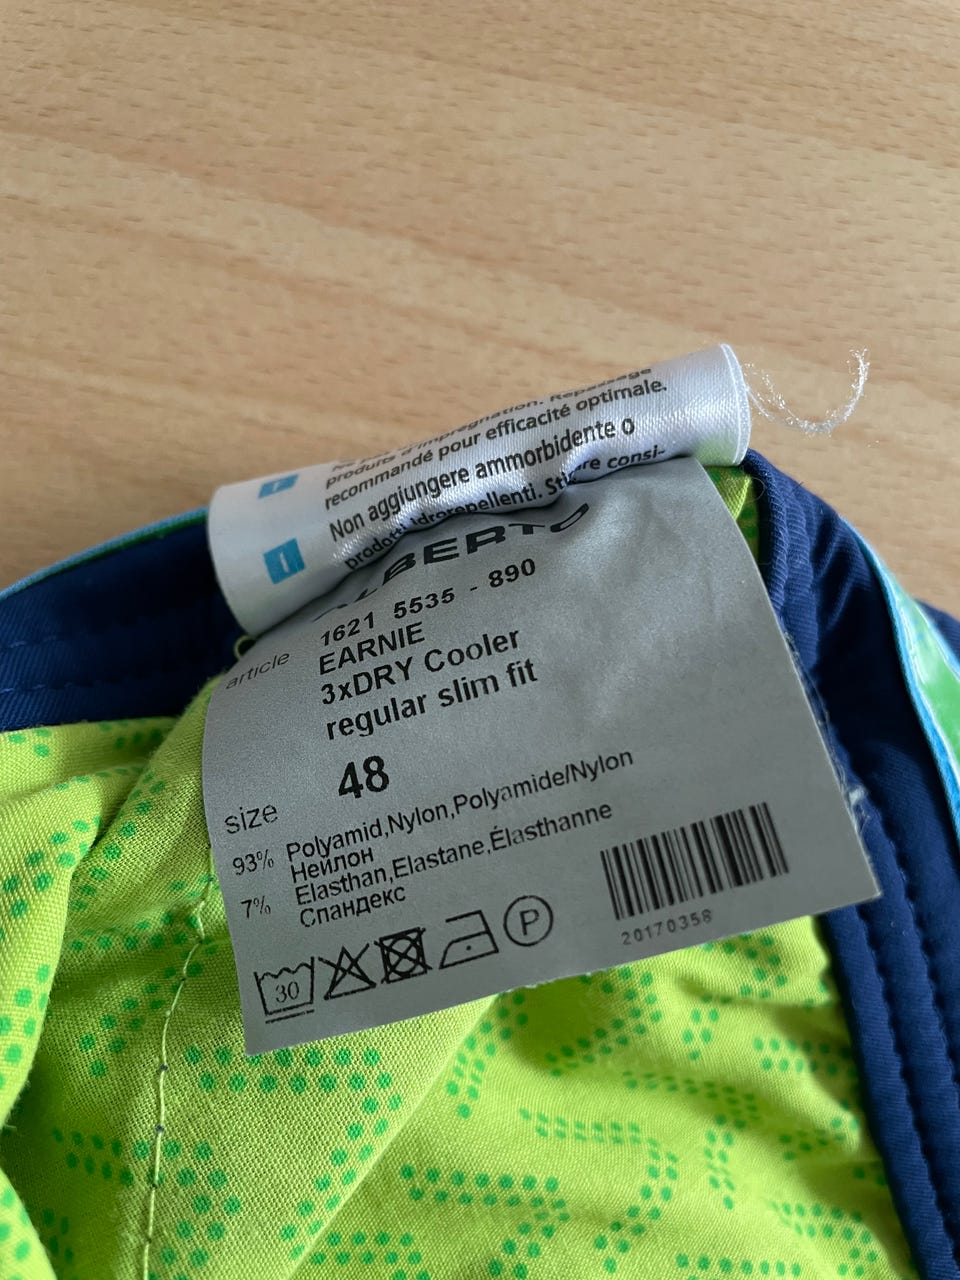 produits d'imprégnation. Repassage
recommandé pour efficacité optimale.
Non aggiungere ammorbidente o
prodotti idrorepellenti. Stirare consi-
ALBERTO
article 1621 5535 - 890
EARNIE
3xDRY Cooler
regular slim fit
size 48
93% Polyamid,Nylon,Polyamide/Nylon
Нейлон
7% Elasthan,Elastane,Élasthanne
Спандекс
30
P
20170358